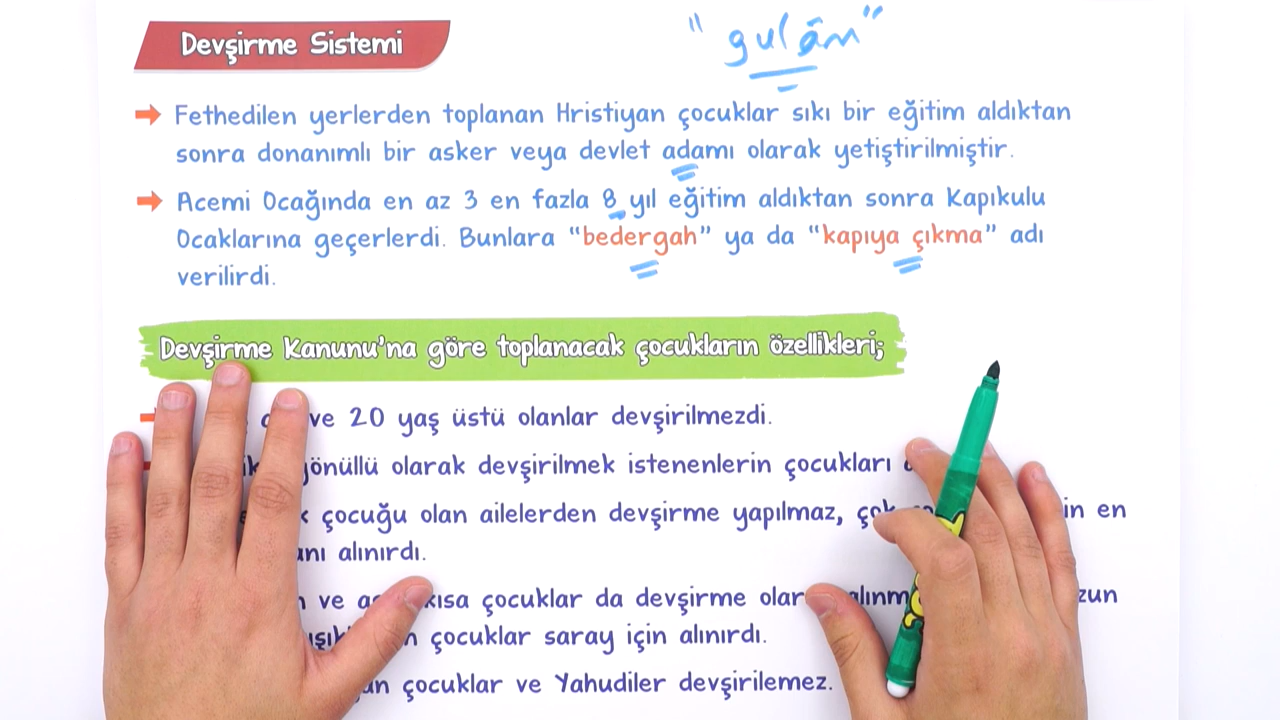 Devşirme Sistemi
"gulâm"
Fethedilen yerlerden toplanan Hristiyan çocuklar sıkı bir eğitim aldıktan
sonra donanımlı bir asker veya devlet adamı olarak yetiştirilmiştir.
Acemi Ocağında en az 3 en fazla 8 yıl eğitim aldıktan sonra Kapıkulu
Ocaklarına geçerlerdi. Bunlara "bedergah" ya da "kapıya çıkma" adı
verilirdi.
Devşirme Kanunu'na göre toplanacak çocukların özellikleri;
ve 20 yaş üstü olanlar devşirilmezdi.
olarak devşirilmek istenenlerin çocukları
çocuğu olan ailelerden devşirme yapılmaz, en
alınırdı.
ve çocuklar da devşirme
çocuklar saray için alınırdı.
çocuklar ve Yahudiler devşirilemez.